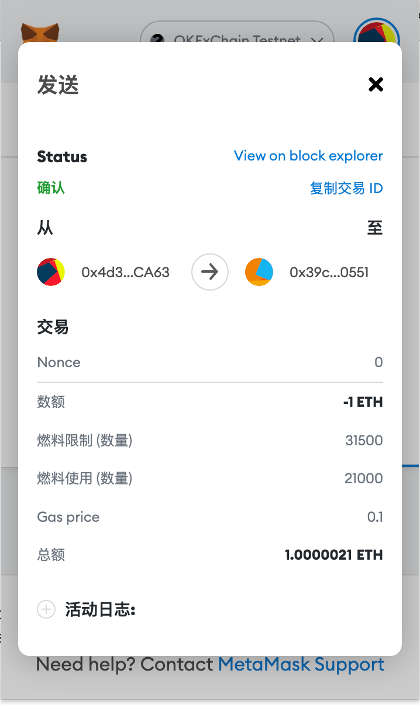 OKExChain Testnet
发送
Status
View on block explorer
确认
复制交易 ID
从
至
0x4d3...CA63
0x39c...0551
交易
Nonce
0
数额
-1 ETH
燃料限制 (数量)
31500
燃料使用 (数量)
21000
Gas price
0.1
总额
1.0000021 ETH
活动日志:
Need help? Contact MetaMask Support